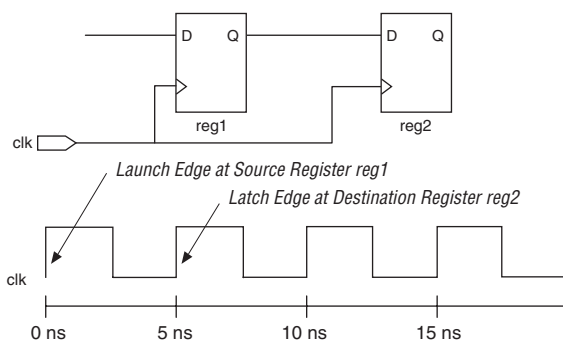 D Q D Q
reg1 reg2
clk
Launch Edge at Source Register reg1
Latch Edge at Destination Register reg2
clk
0 ns 5 ns 10 ns 15 ns